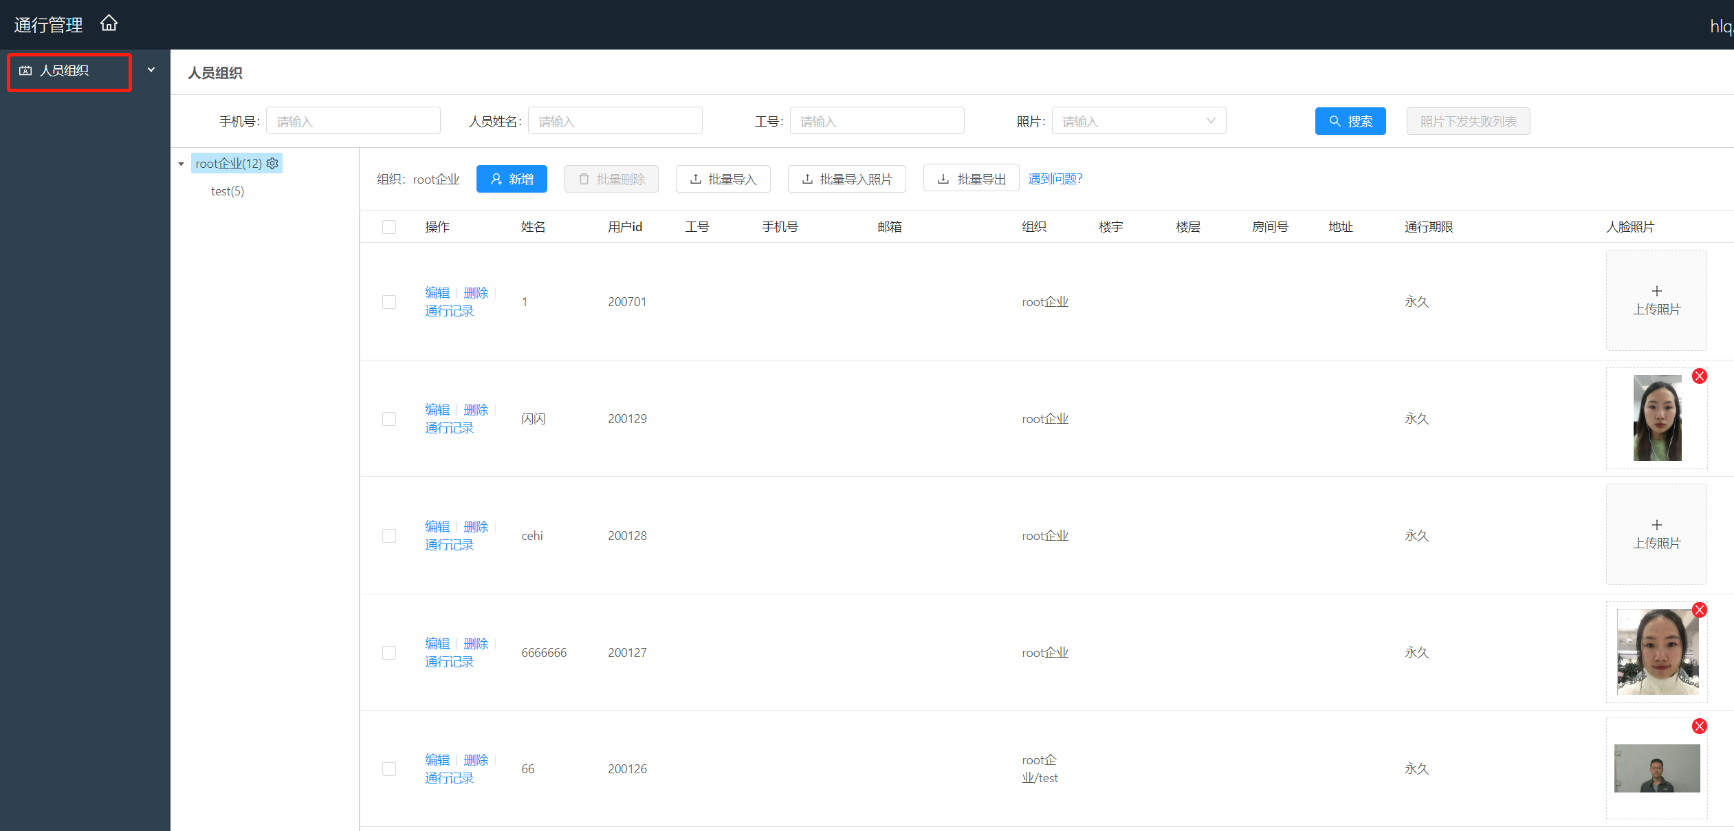 通行管理
hlq
人员组织
人员组织
手机号: 请输入 人员姓名: 请输入 工号: 请输入 照片: 请输入 搜索 照片下发失败列表
root企业(12)
test(5)
组织: root企业 新增 批量删除 批量导入 批量导入照片 批量导出 遇到问题?
操作 姓名 用户id 工号 手机号 邮箱 组织 楼宇 楼层 房间号 地址 通行期限 人脸照片
编辑 删除
通行记录
1 200701 root企业 永久
上传照片
编辑 删除
通行记录
闪闪 200129 root企业 永久
编辑 删除
通行记录
cehi 200128 root企业 永久
上传照片
编辑 删除
通行记录
6666666 200127 root企业 永久
编辑 删除
通行记录
66 200126 root企
业/test 永久